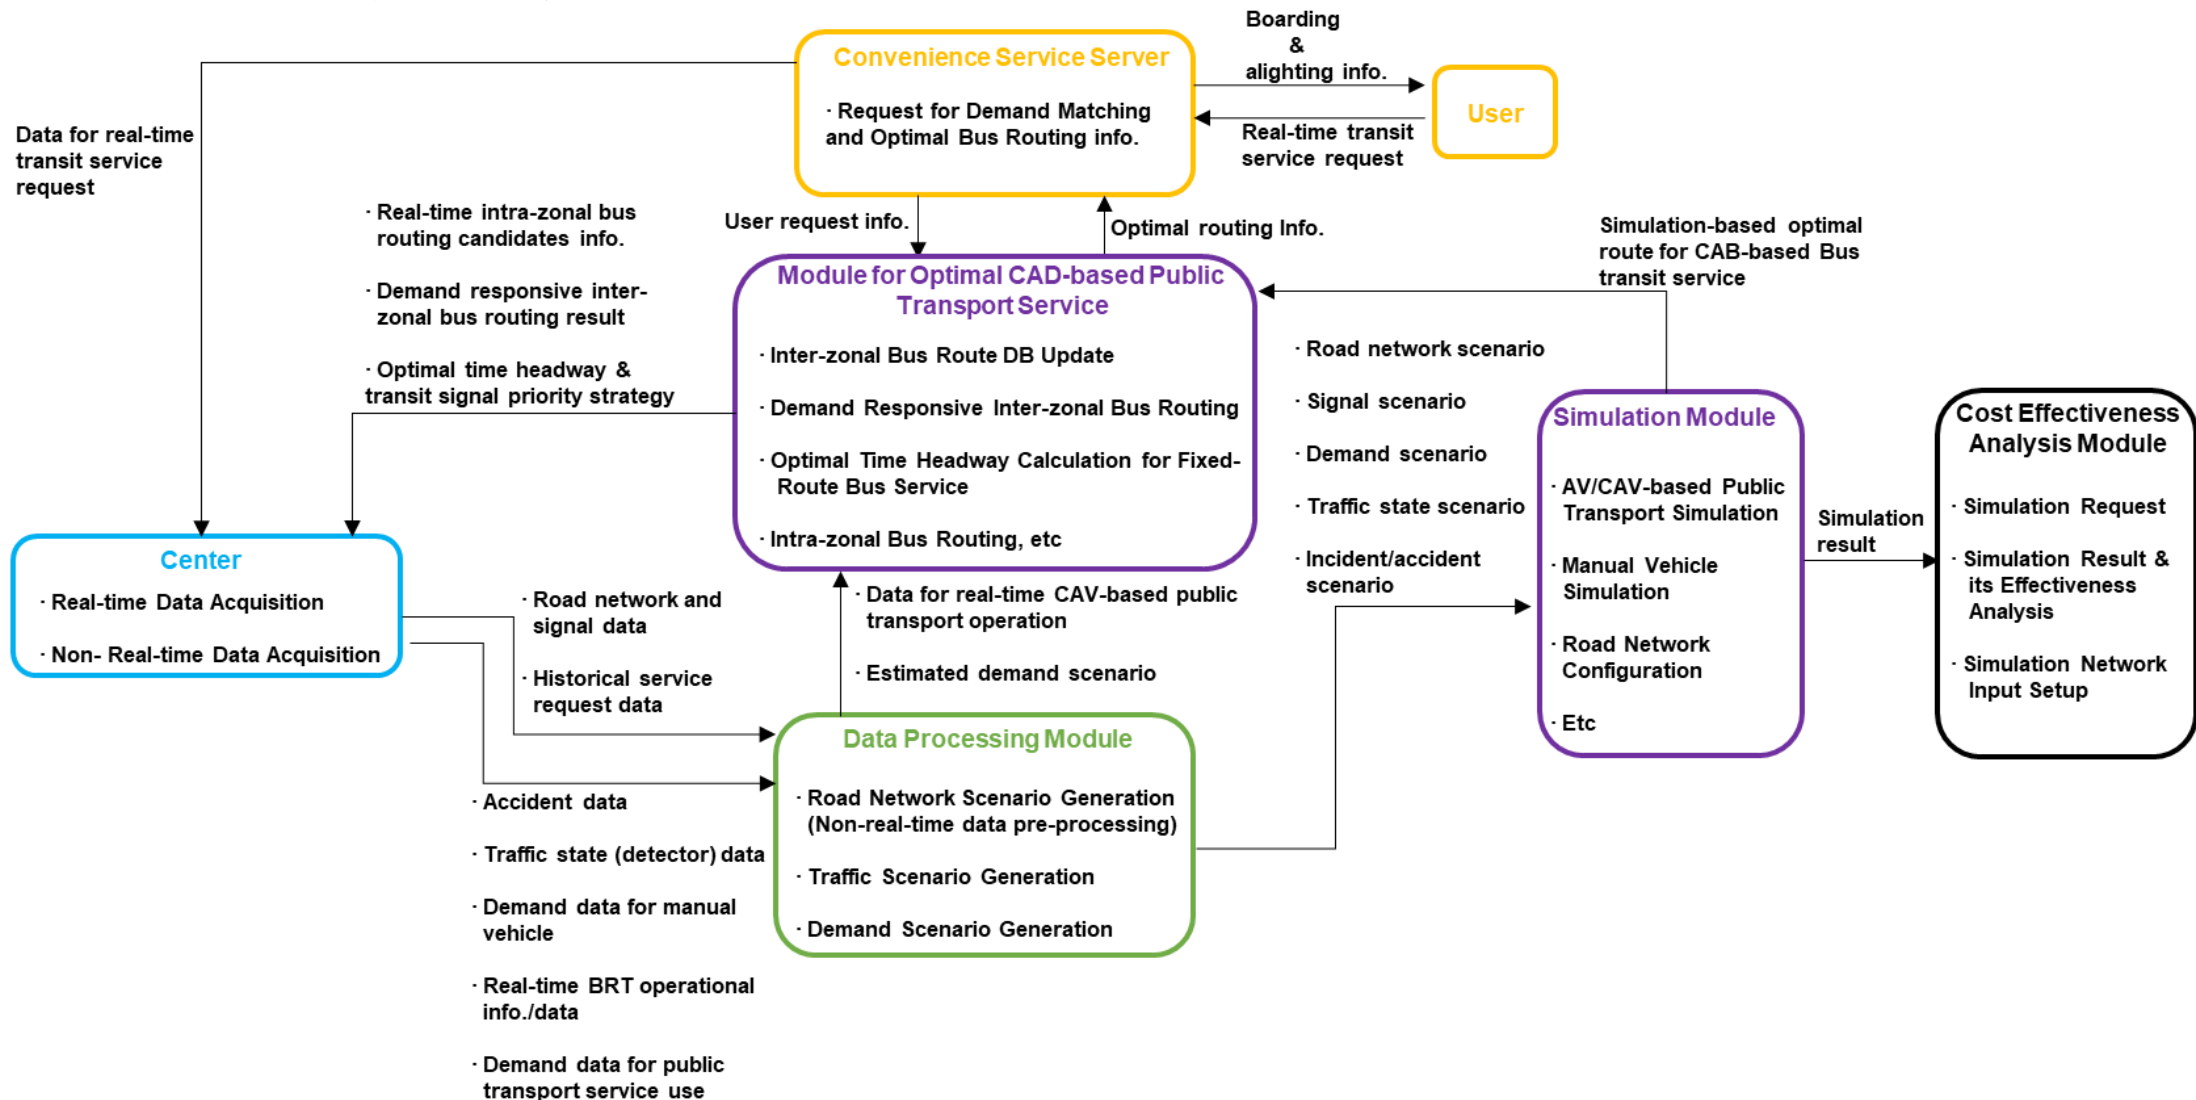 Boarding
&
alighting info.
Convenience Service Server
· Request for Demand Matching
and Optimal Bus Routing info.
User
Real-time transit
service request
Data for real-time
transit service
request
· Real-time intra-zonal bus
routing candidates info.
· Demand responsive inter-
zonal bus routing result
· Optimal time headway &
transit signal priority strategy
User request info.
Optimal routing Info.
Simulation-based optimal
route for CAB-based Bus
transit service
Module for Optimal CAD-based Public
Transport Service
· Inter-zonal Bus Route DB Update
· Demand Responsive Inter-zonal Bus Routing
· Optimal Time Headway Calculation for Fixed-
Route Bus Service
· Intra-zonal Bus Routing, etc
· Road network scenario
· Signal scenario
· Demand scenario
· Traffic state scenario
· Incident/accident
scenario
Simulation Module
· AV/CAV-based Public
Transport Simulation
· Manual Vehicle
Simulation
· Road Network
Configuration
· Etc
Simulation
result
Cost Effectiveness
Analysis Module
· Simulation Request
· Simulation Result &
its Effectiveness
Analysis
· Simulation Network
Input Setup
Center
· Real-time Data Acquisition
· Non- Real-time Data Acquisition
· Road network and
signal data
· Historical service
request data
· Data for real-time CAV-based public
transport operation
· Estimated demand scenario
Data Processing Module
· Road Network Scenario Generation
(Non-real-time data pre-processing)
· Traffic Scenario Generation
· Demand Scenario Generation
· Accident data
· Traffic state (detector) data
· Demand data for manual
vehicle
· Real-time BRT operational
info./data
· Demand data for public
transport service use